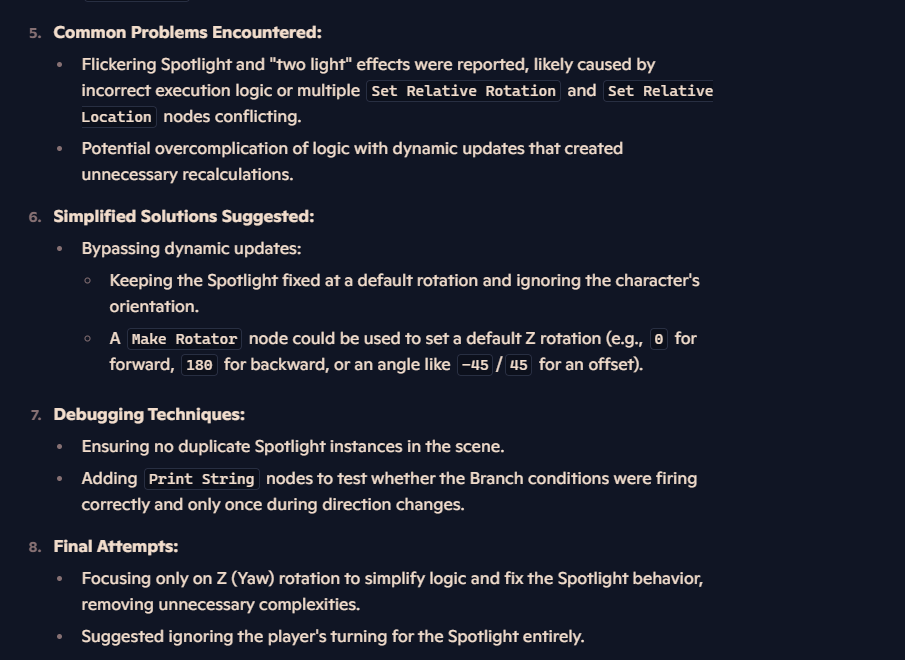 5. Common Problems Encountered:
• Flickering Spotlight and "two light" effects were reported, likely caused by
incorrect execution logic or multiple Set Relative Rotation and Set Relative
Location nodes conflicting.
• Potential overcomplication of logic with dynamic updates that created
unnecessary recalculations.
6. Simplified Solutions Suggested:
• Bypassing dynamic updates:
○ Keeping the Spotlight fixed at a default rotation and ignoring the character's
orientation.
○ A Make Rotator node could be used to set a default Z rotation (e.g., 0 for
forward, 180 for backward, or an angle like -45 / 45 for an offset).
7. Debugging Techniques:
• Ensuring no duplicate Spotlight instances in the scene.
• Adding Print String nodes to test whether the Branch conditions were firing
correctly and only once during direction changes.
8. Final Attempts:
• Focusing only on Z (Yaw) rotation to simplify logic and fix the Spotlight behavior,
removing unnecessary complexities.
• Suggested ignoring the player's turning for the Spotlight entirely.